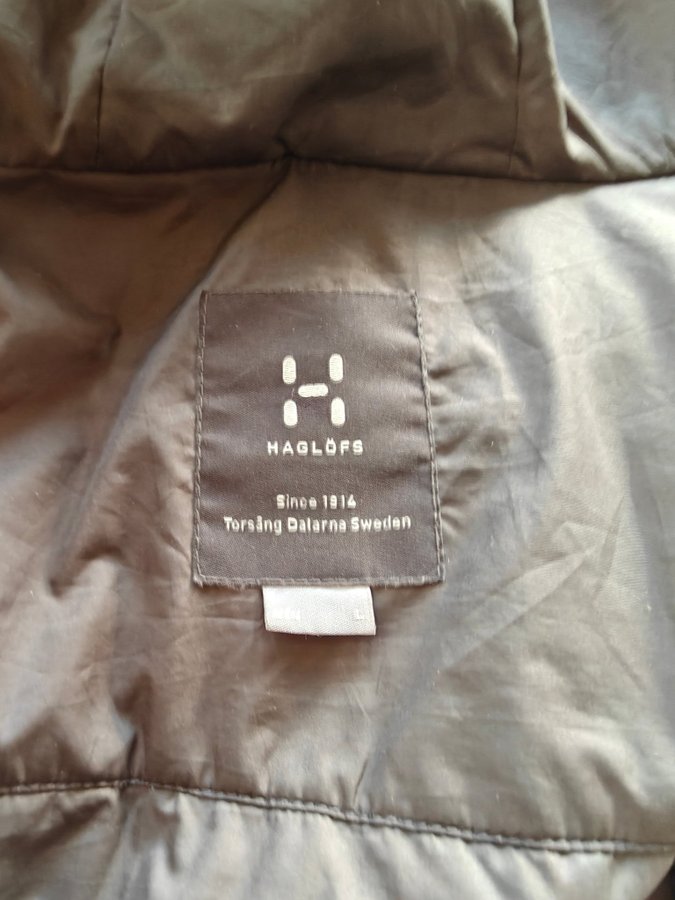 HAGLÖFS
Since 1914
Torsång Dalarna Sweden
L